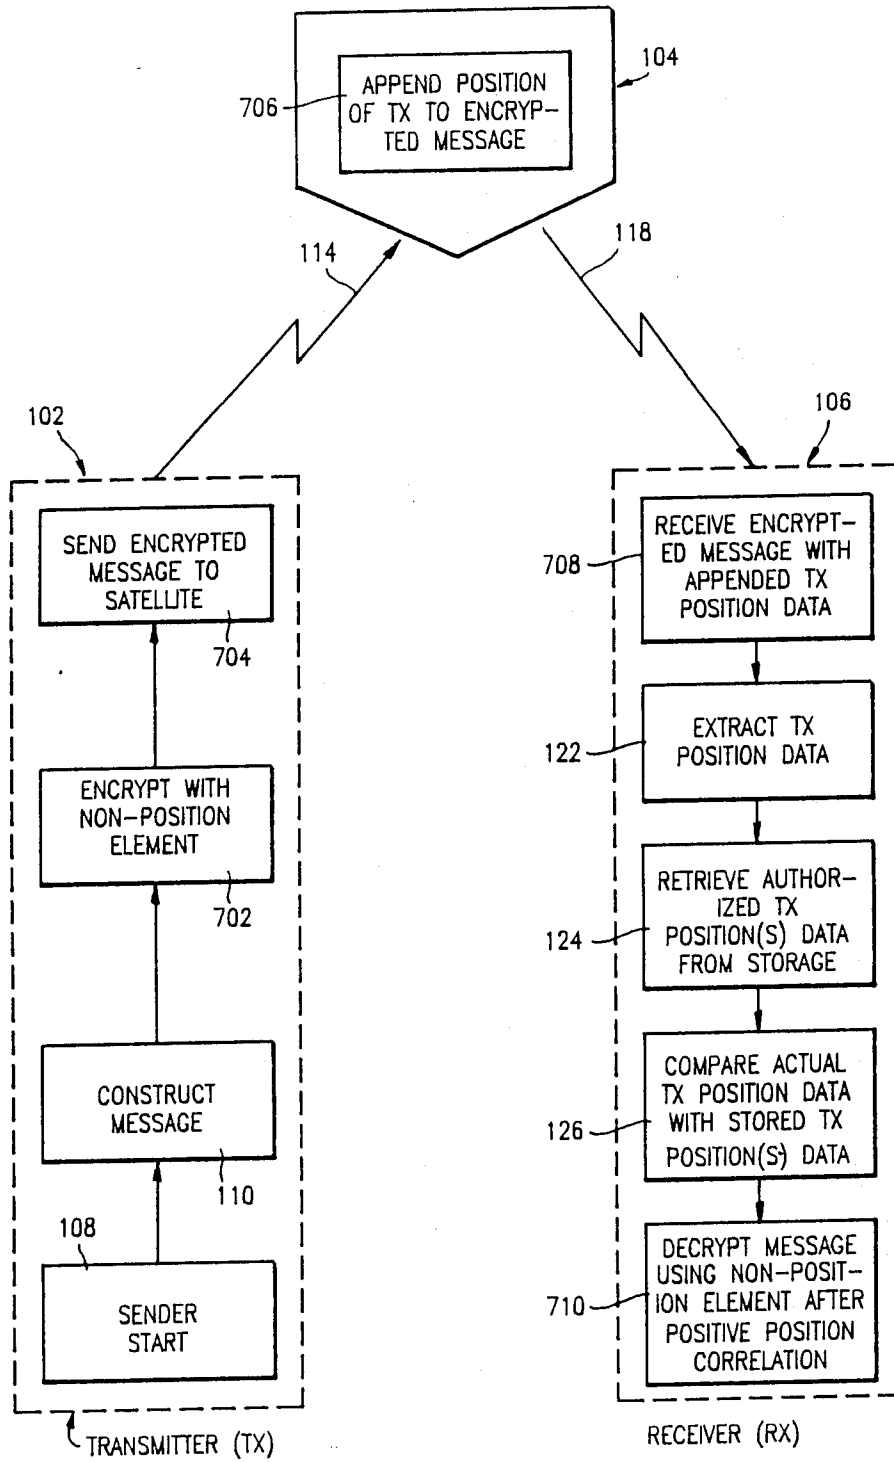 104
706
APPEND POSITION
OF TX TO ENCRYP-
TED MESSAGE
114
118
102
SEND ENCRYPTED
MESSAGE TO
SATELLITE
704
ENCRYPT WITH
NON-POSITION
ELEMENT
702
CONSTRUCT
MESSAGE
110
108
SENDER
START
TRANSMITTER (TX)
106
708
RECEIVE ENCRYPT-
ED MESSAGE WITH
APPENDED TX
POSITION DATA
122
EXTRACT TX
POSITION DATA
124
RETRIEVE AUTHOR-
IZED TX
POSITION(S) DATA
FROM STORAGE
126
COMPARE ACTUAL
TX POSITION DATA
WITH STORED TX
POSITION(S) DATA
710
DECRYPT MESSAGE
USING NON-POSIT-
ION ELEMENT AFTER
POSITIVE POSITION
CORRELATION
RECEIVER (RX)